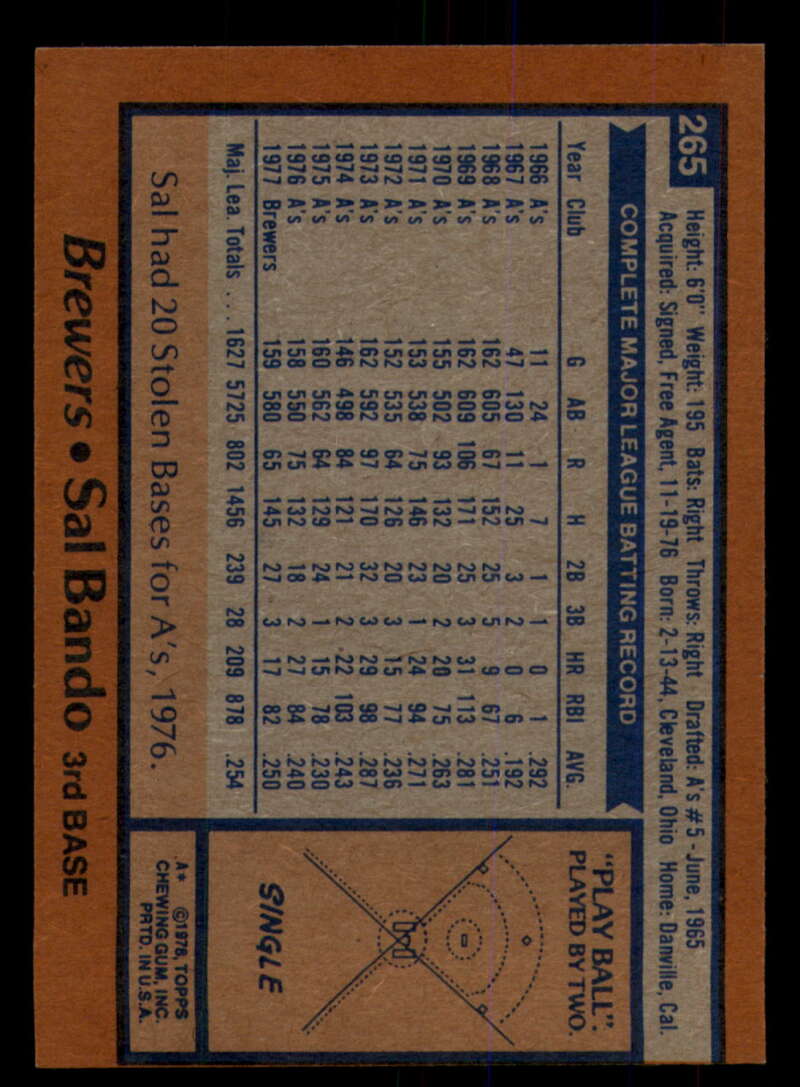 265
Height: 6'0" Weight: 195 Bats: Right Throws: Right Drafted: A's #5 - June, 1965
Acquired: Signed, Free Agent, 11-19-76 Born: 2-13-44, Cleveland, Ohio Home: Danville, Cal.
COMPLETE MAJOR LEAGUE BATTING RECORD
Year Club G AB R H 2B 3B HR RBI AVG.
1966 A's 11 24 1 7 1 1 0 1 .292
1967 A's 47 130 11 25 3 2 0 6 .192
1968 A's 162 605 67 152 25 5 9 67 .251
1969 A's 162 609 106 171 25 3 31 113 .281
1970 A's 155 502 93 132 20 2 20 75 .263
1971 A's 153 538 75 146 23 1 24 94 .271
1972 A's 152 535 64 126 20 3 15 77 .236
1973 A's 162 592 97 170 32 3 29 98 .287
1974 A's 146 498 84 121 21 2 22 103 .243
1975 A's 160 562 64 129 24 1 15 78 .230
1976 A's 158 550 75 132 18 2 27 84 .240
1977 Brewers 159 580 65 145 27 3 17 82 .250
Maj. Lea. Totals . . . 1627 5725 802 1456 239 28 209 878 .254
Sal had 20 Stolen Bases for A's, 1976.
"PLAY BALL":
PLAYED BY TWO.
SINGLE
A* ©1978, TOPPS
CHEWING GUM, INC.
PRTD. IN U.S.A.
Brewers • Sal Bando 3rd BASE